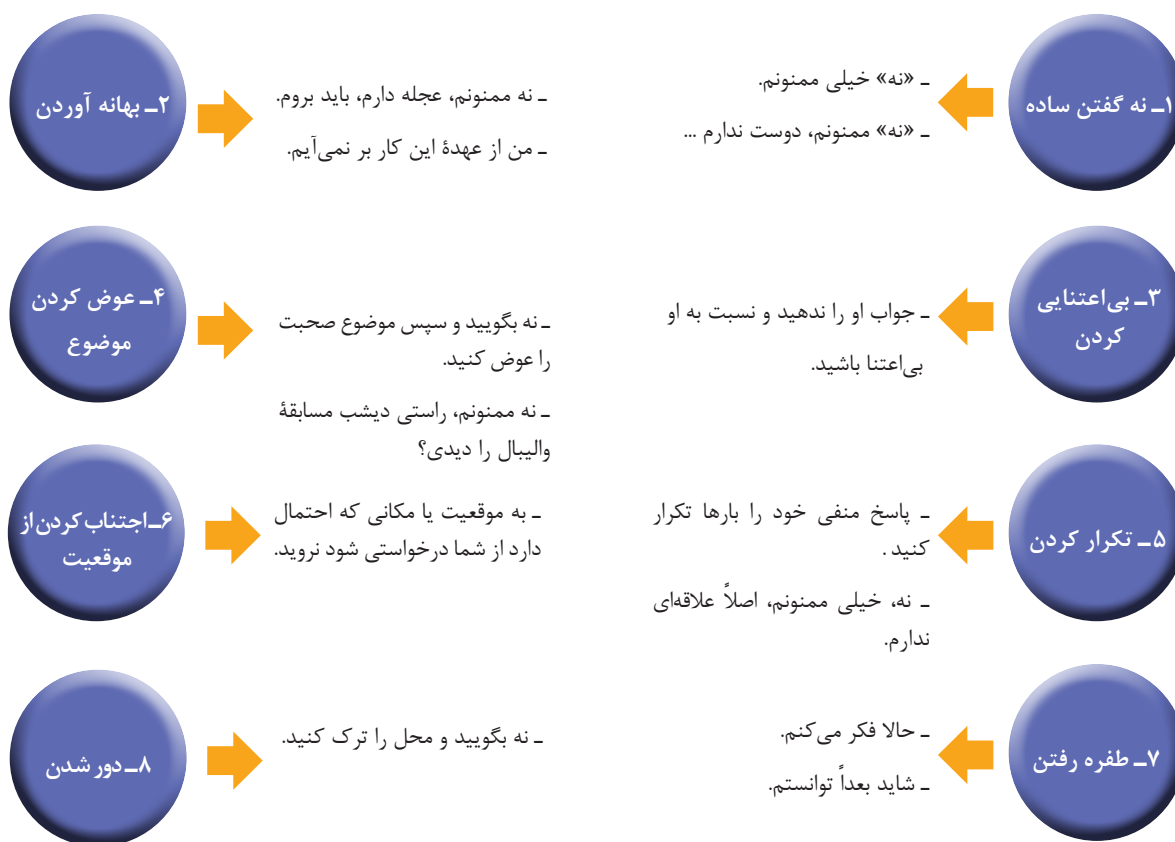 ۱ـ نه گفتن ساده
ـ «نه» خیلی ممنونم.
ـ «نه» ممنونم، دوست ندارم ...
۲ـ بهانه آوردن
ـ نه ممنونم، عجله دارم، باید بروم.
ـ من از عهدهٔ این کار بر نمی‌آیم.
۳ـ بی‌اعتنایی
کردن
ـ جواب او را ندهید و نسبت به او
بی‌اعتنا باشید.
۴ـ عوض کردن
موضوع
ـ نه بگویید و سپس موضوع صحبت
را عوض کنید.
ـ نه ممنونم، راستی دیشب مسابقهٔ
والیبال را دیدی؟
۵ـ تکرار کردن
ـ پاسخ منفی خود را بارها تکرار
کنید .
ـ نه، خیلی ممنونم، اصلاً علاقه‌ای
ندارم.
۶ـ اجتناب کردن از
موقعیت
ـ به موقعیت یا مکانی که احتمال
دارد از شما درخواستی شود نروید.
۷ـ طفره رفتن
ـ حالا فکر می‌کنم.
ـ شاید بعداً توانستم.
۸ـ دور شدن
ـ نه بگویید و محل را ترک کنید.